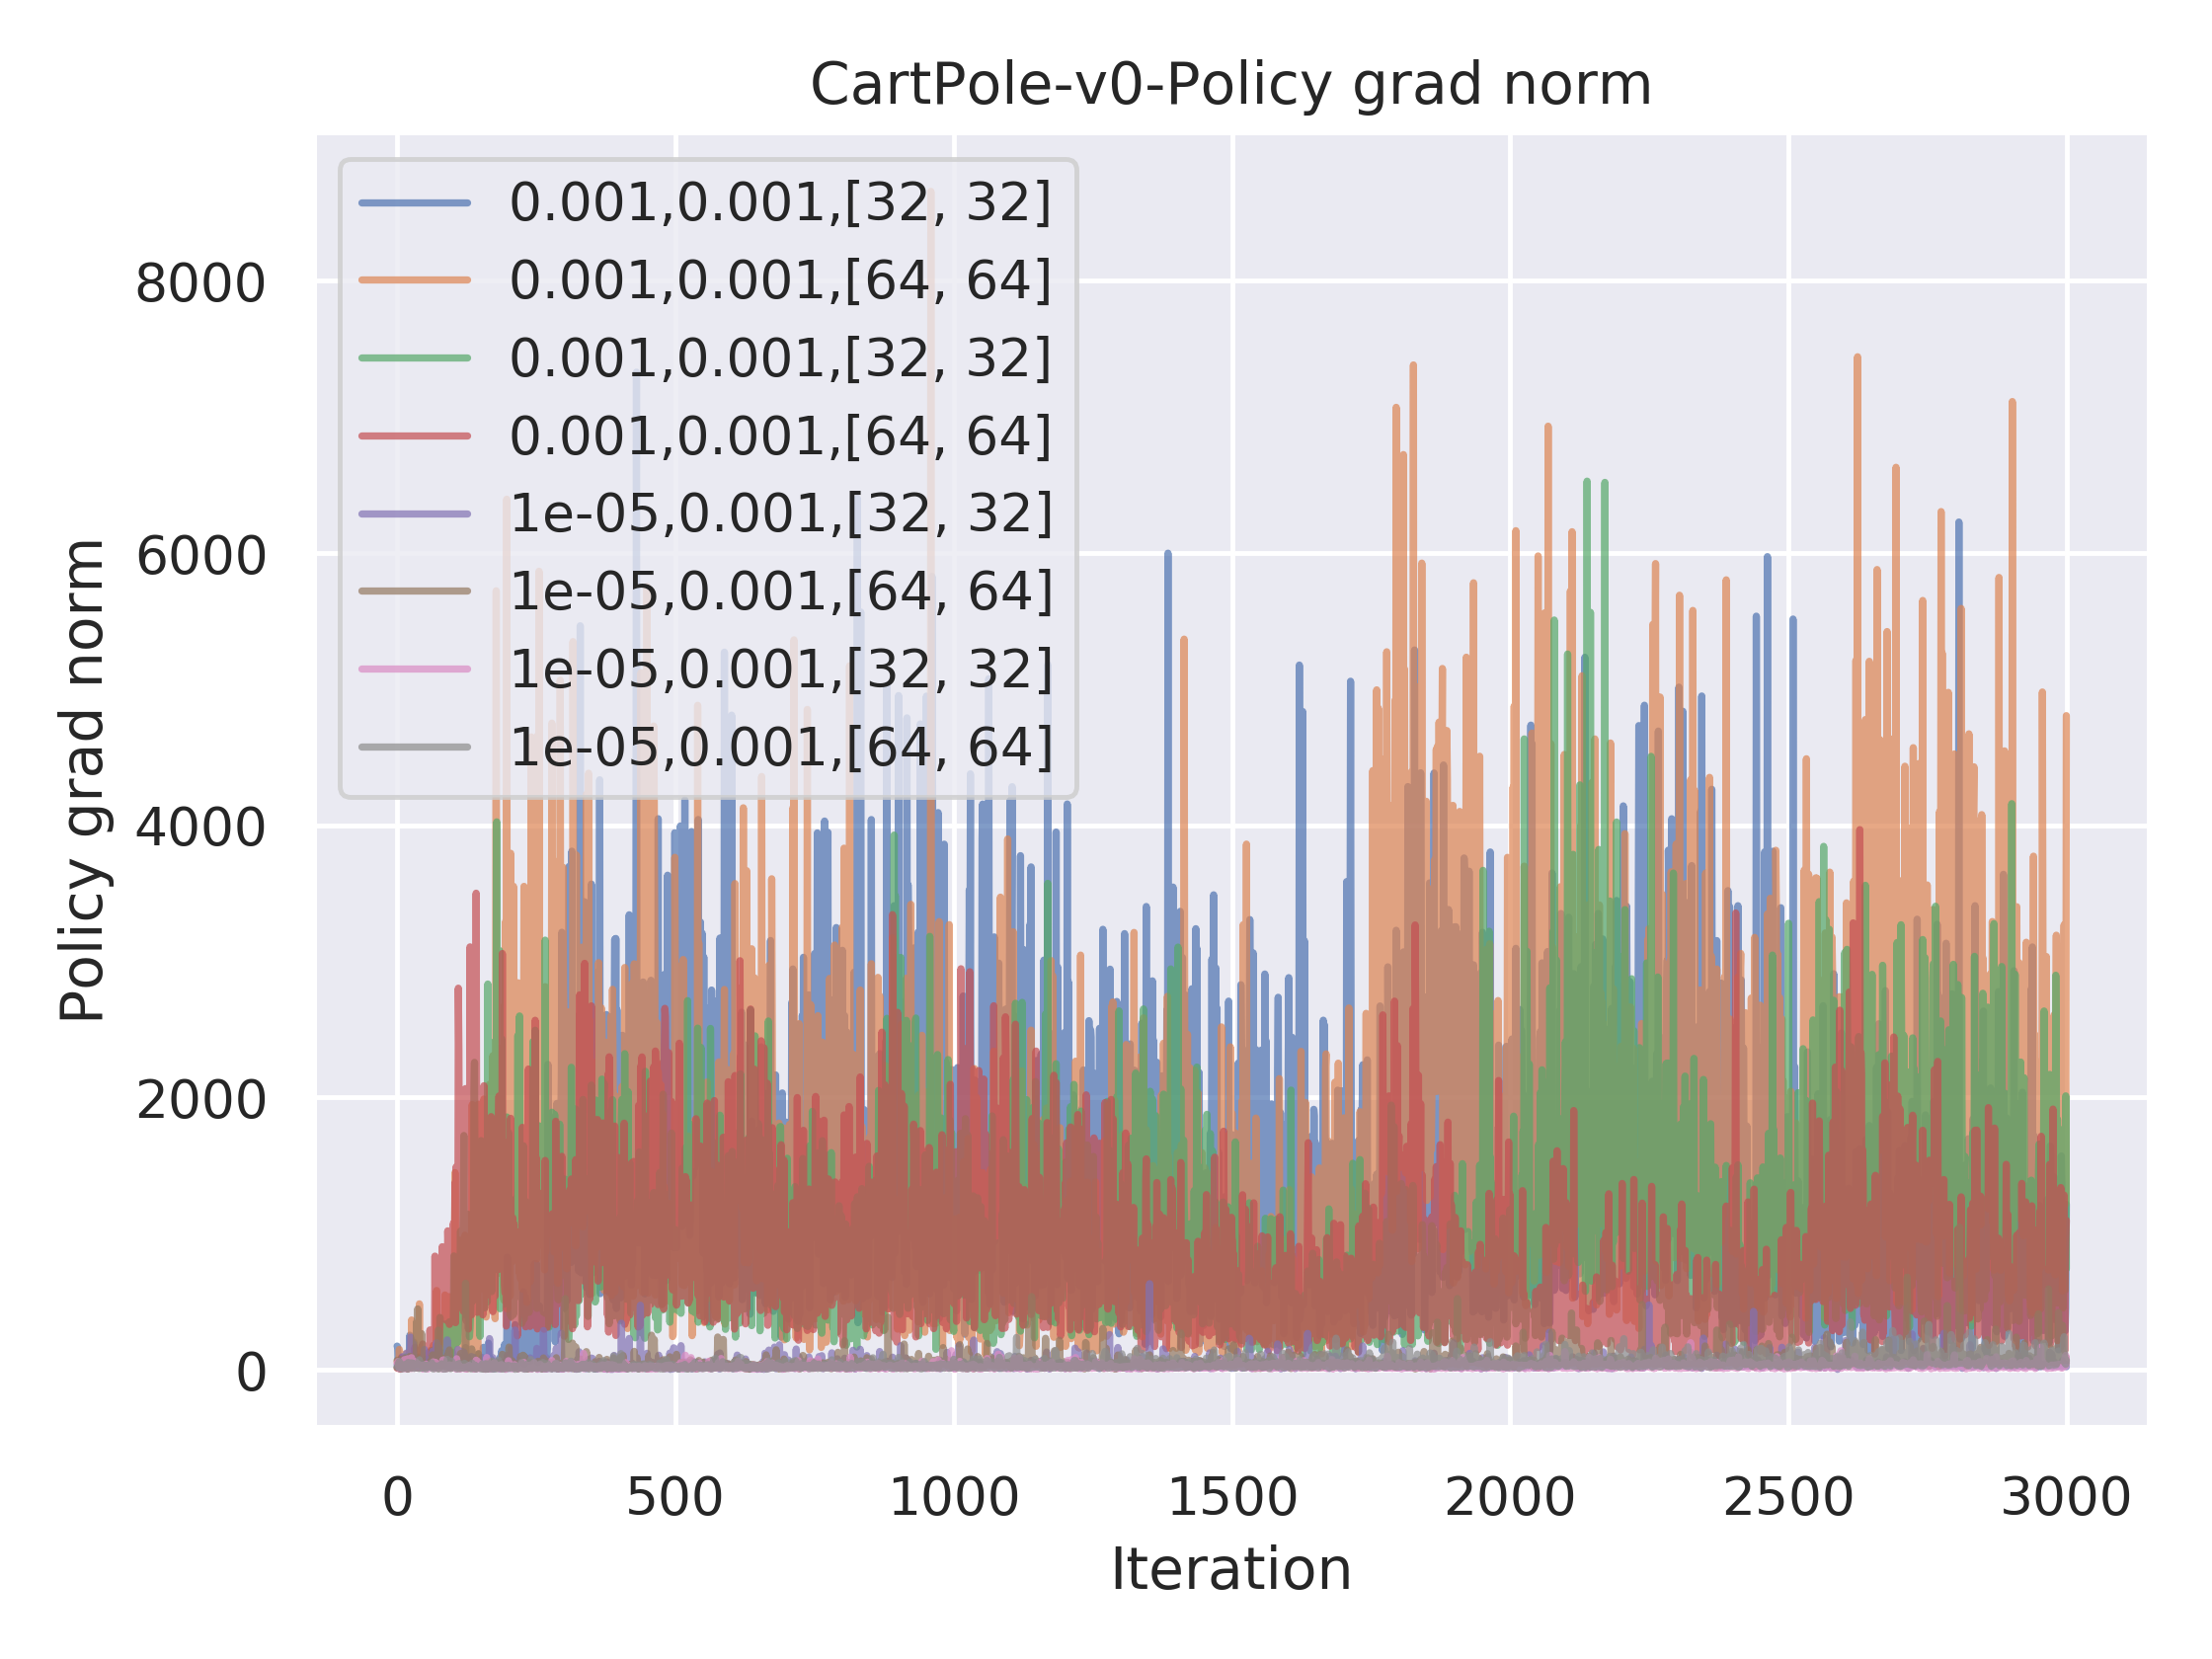 CartPole-v0-Policy grad norm
0.001,0.001,[32, 32]
0.001,0.001,[64, 64]
0.001,0.001,[32, 32]
0.001,0.001,[64, 64]
1e-05,0.001,[32, 32]
1e-05,0.001,[64, 64]
1e-05,0.001,[32, 32]
1e-05,0.001,[64, 64]
8000
6000
4000
2000
0
Policy grad norm
0 500 1000 1500 2000 2500 3000
Iteration